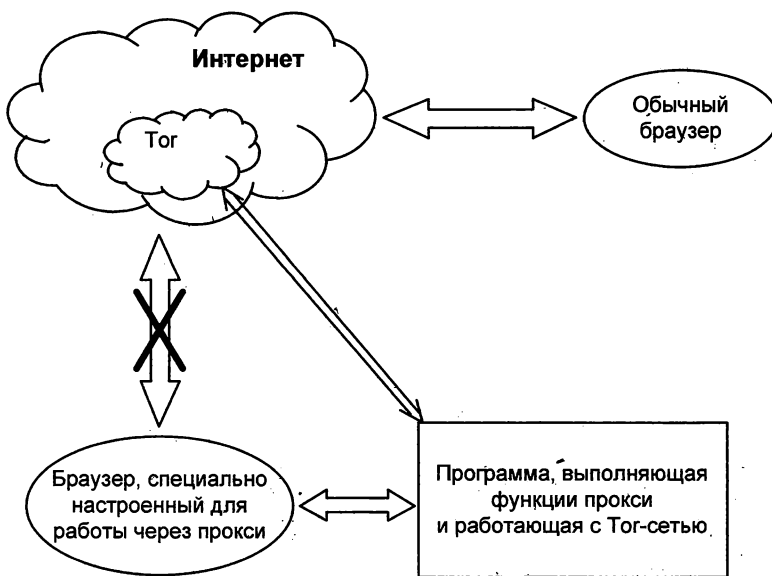 Интернет
Tor
Обычный
браузер
Браузер, специально
настроенный для
работы через прокси
Программа, выполняющая
функции прокси
и работающая с Tor-сетью